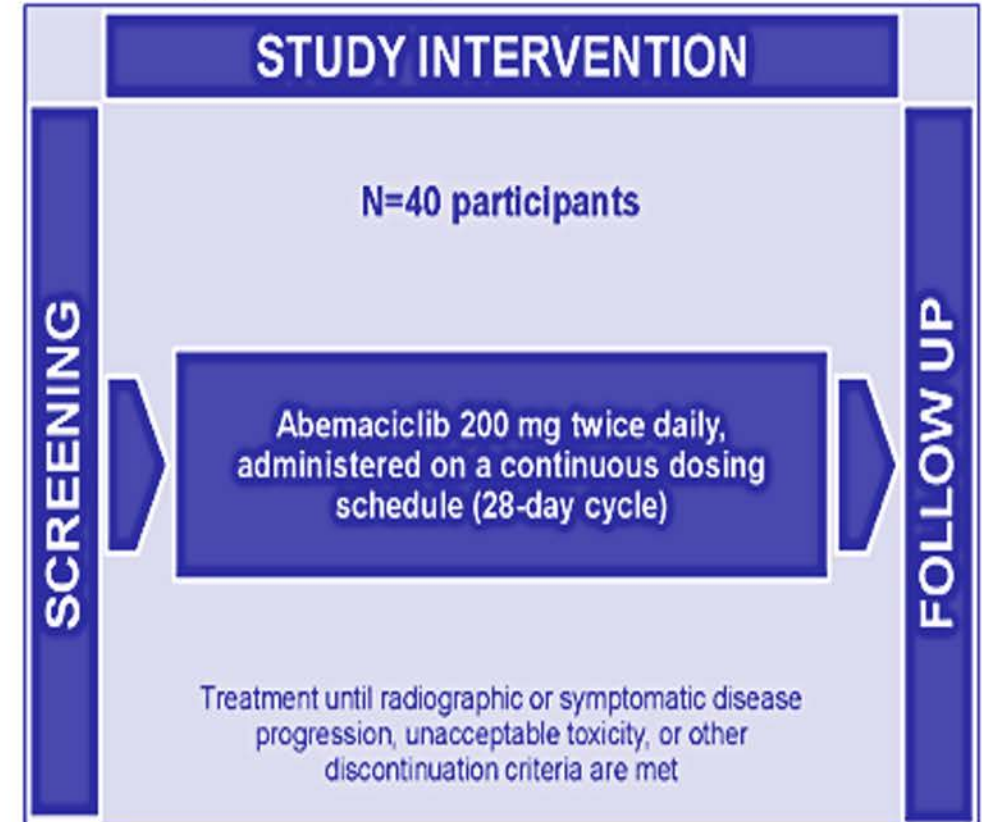 STUDY INTERVENTION
SCREENING
N=40 participants
Abemaciclib 200 mg twice daily,
administered on a continuous dosing
schedule (28-day cycle)
Treatment until radiographic or symptomatic disease
progression, unacceptable toxicity, or other
discontinuation criteria are met
FOLLOW UP